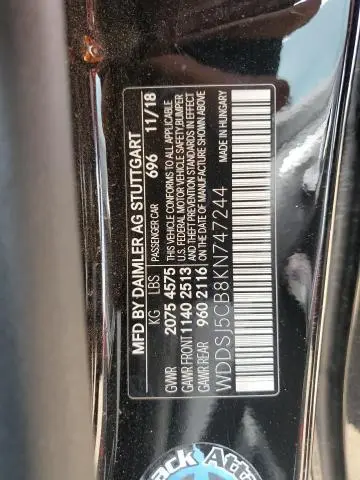 MFD BY DAIMLER AG STUTTGART
PASSENGER CAR 696 11/18
KG LBS
GVWR 2075 4575
GAWR FRONT 1140 2513
GAWR REAR 960 2116
THIS VEHICLE CONFORMS TO ALL APPLICABLE
U.S. FEDERAL MOTOR VEHICLE SAFETY, BUMPER
AND THEFT PREVENTION STANDARDS IN EFFECT
ON THE DATE OF MANUFACTURE SHOWN ABOVE
MADE IN HUNGARY
WDDSJ5CB8KN747244